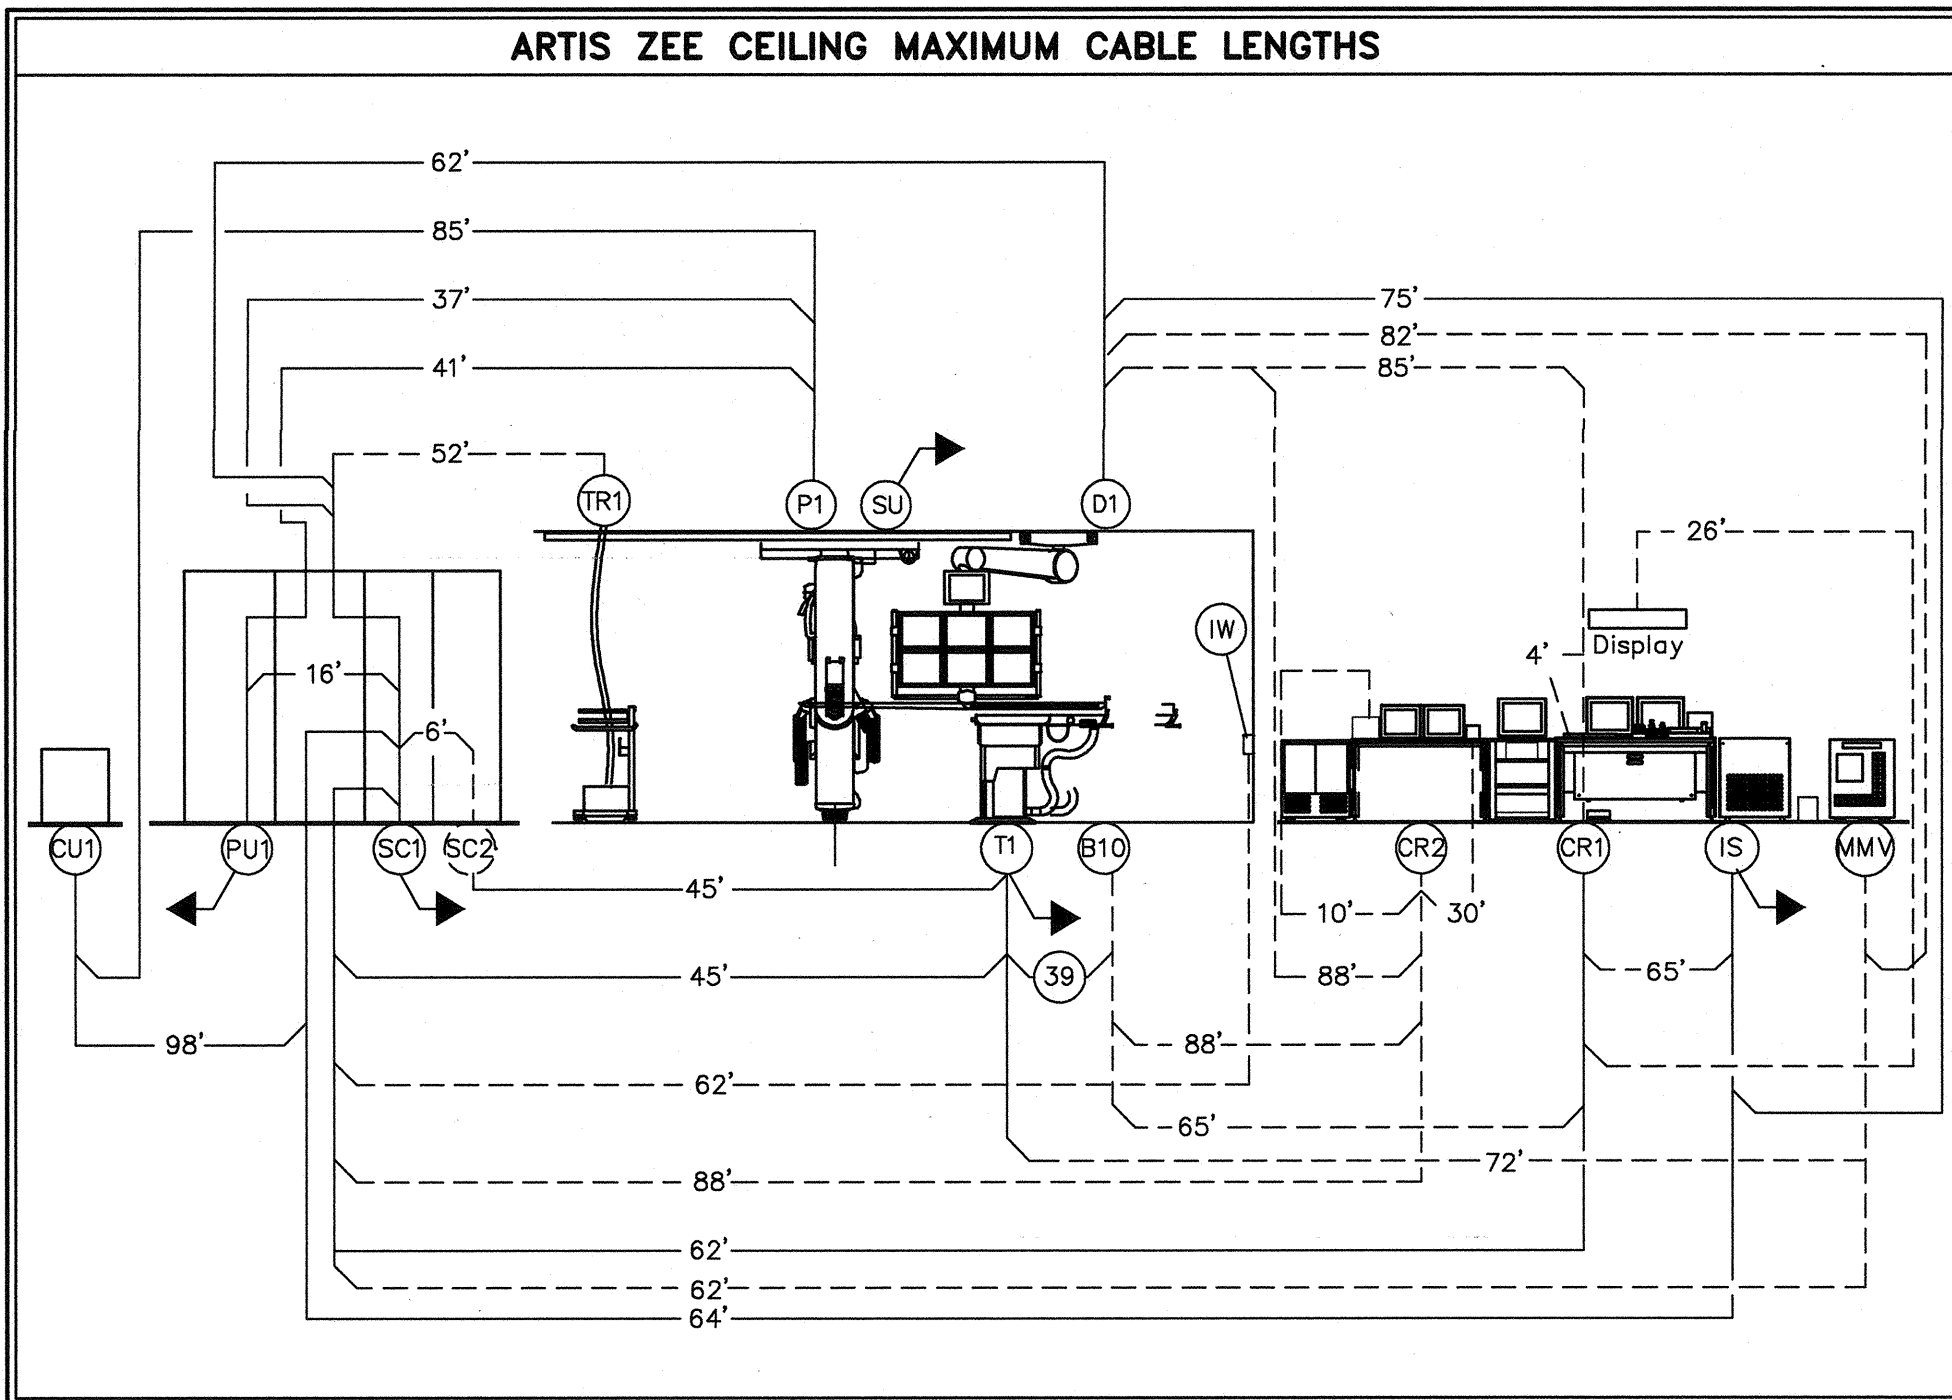 ARTIS ZEE CEILING MAXIMUM CABLE LENGTHS
62'
85'
37'
75'
82'
41'
85'
52'
TR1
P1
SU
D1
26'
IW
Display
4'
16'
6'
CU1
PU1
SC1
SC2
T1
B10
CR2
CR1
IS
MMV
45'
10'
30'
45'
39
88'
65'
98'
88'
62'
65'
72'
88'
62'
62'
64'